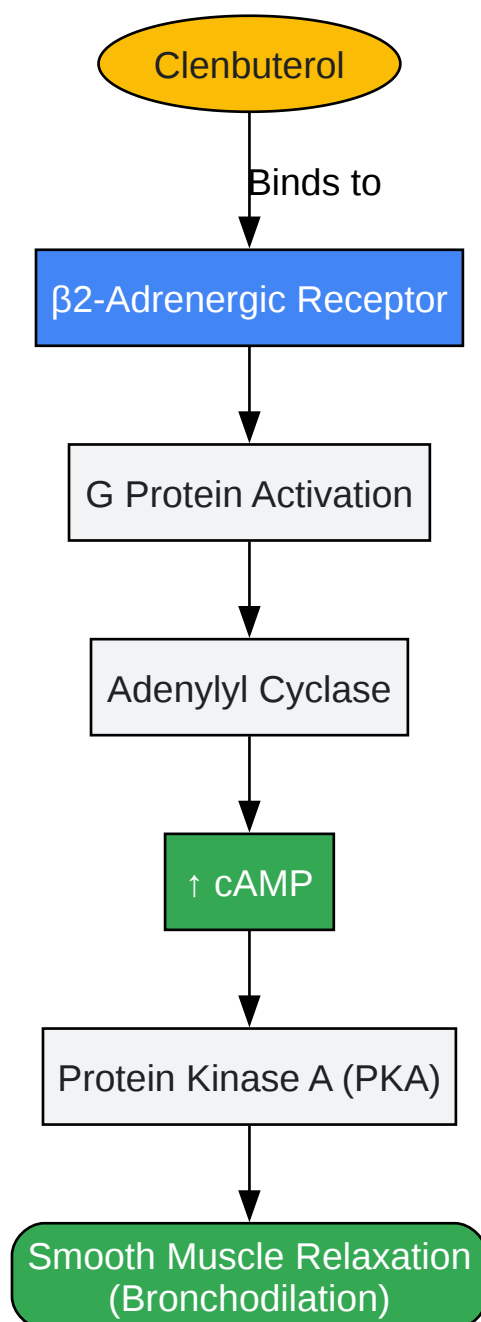 Clenbuterol
Binds to
β2-Adrenergic Receptor
G Protein Activation
Adenylyl Cyclase
↑ cAMP
Protein Kinase A (PKA)
Smooth Muscle Relaxation
(Bronchodilation)